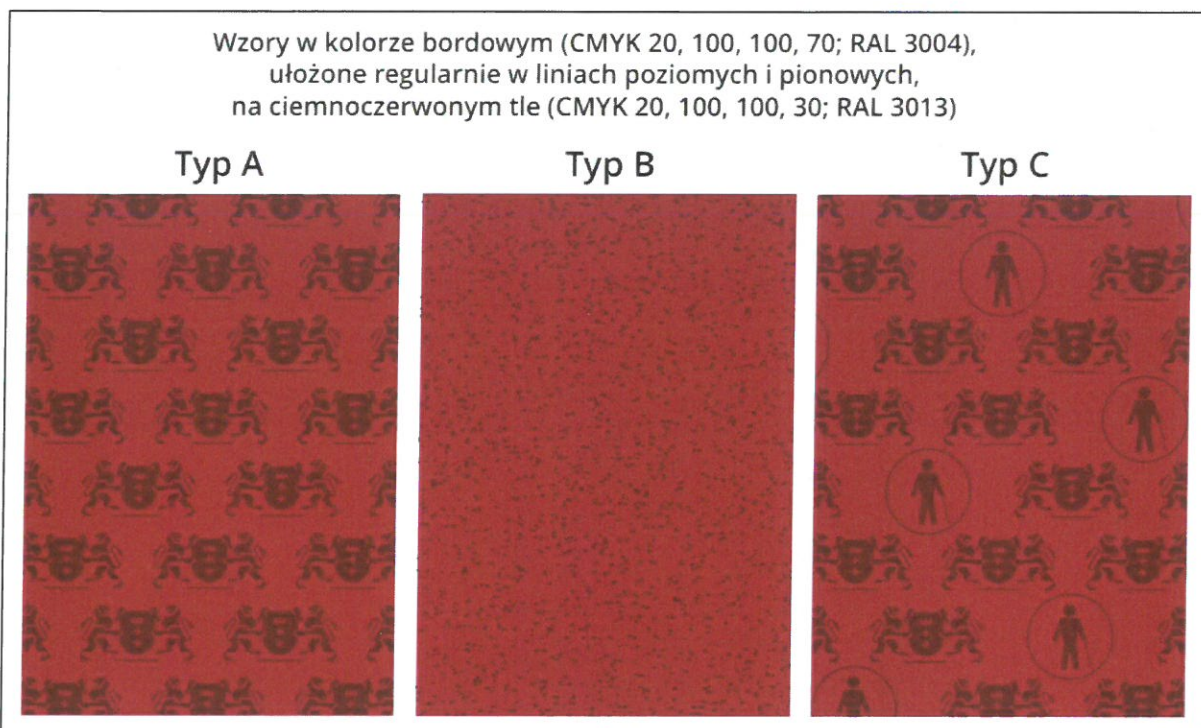 Wzory w kolorze bordowym (CMYK 20, 100, 100, 70; RAL 3004),
ułożone regularnie w liniach poziomych i pionowych,
na ciemnoczerwonym tle (CMYK 20, 100, 100, 30; RAL 3013)
Typ A
Typ B
Typ C